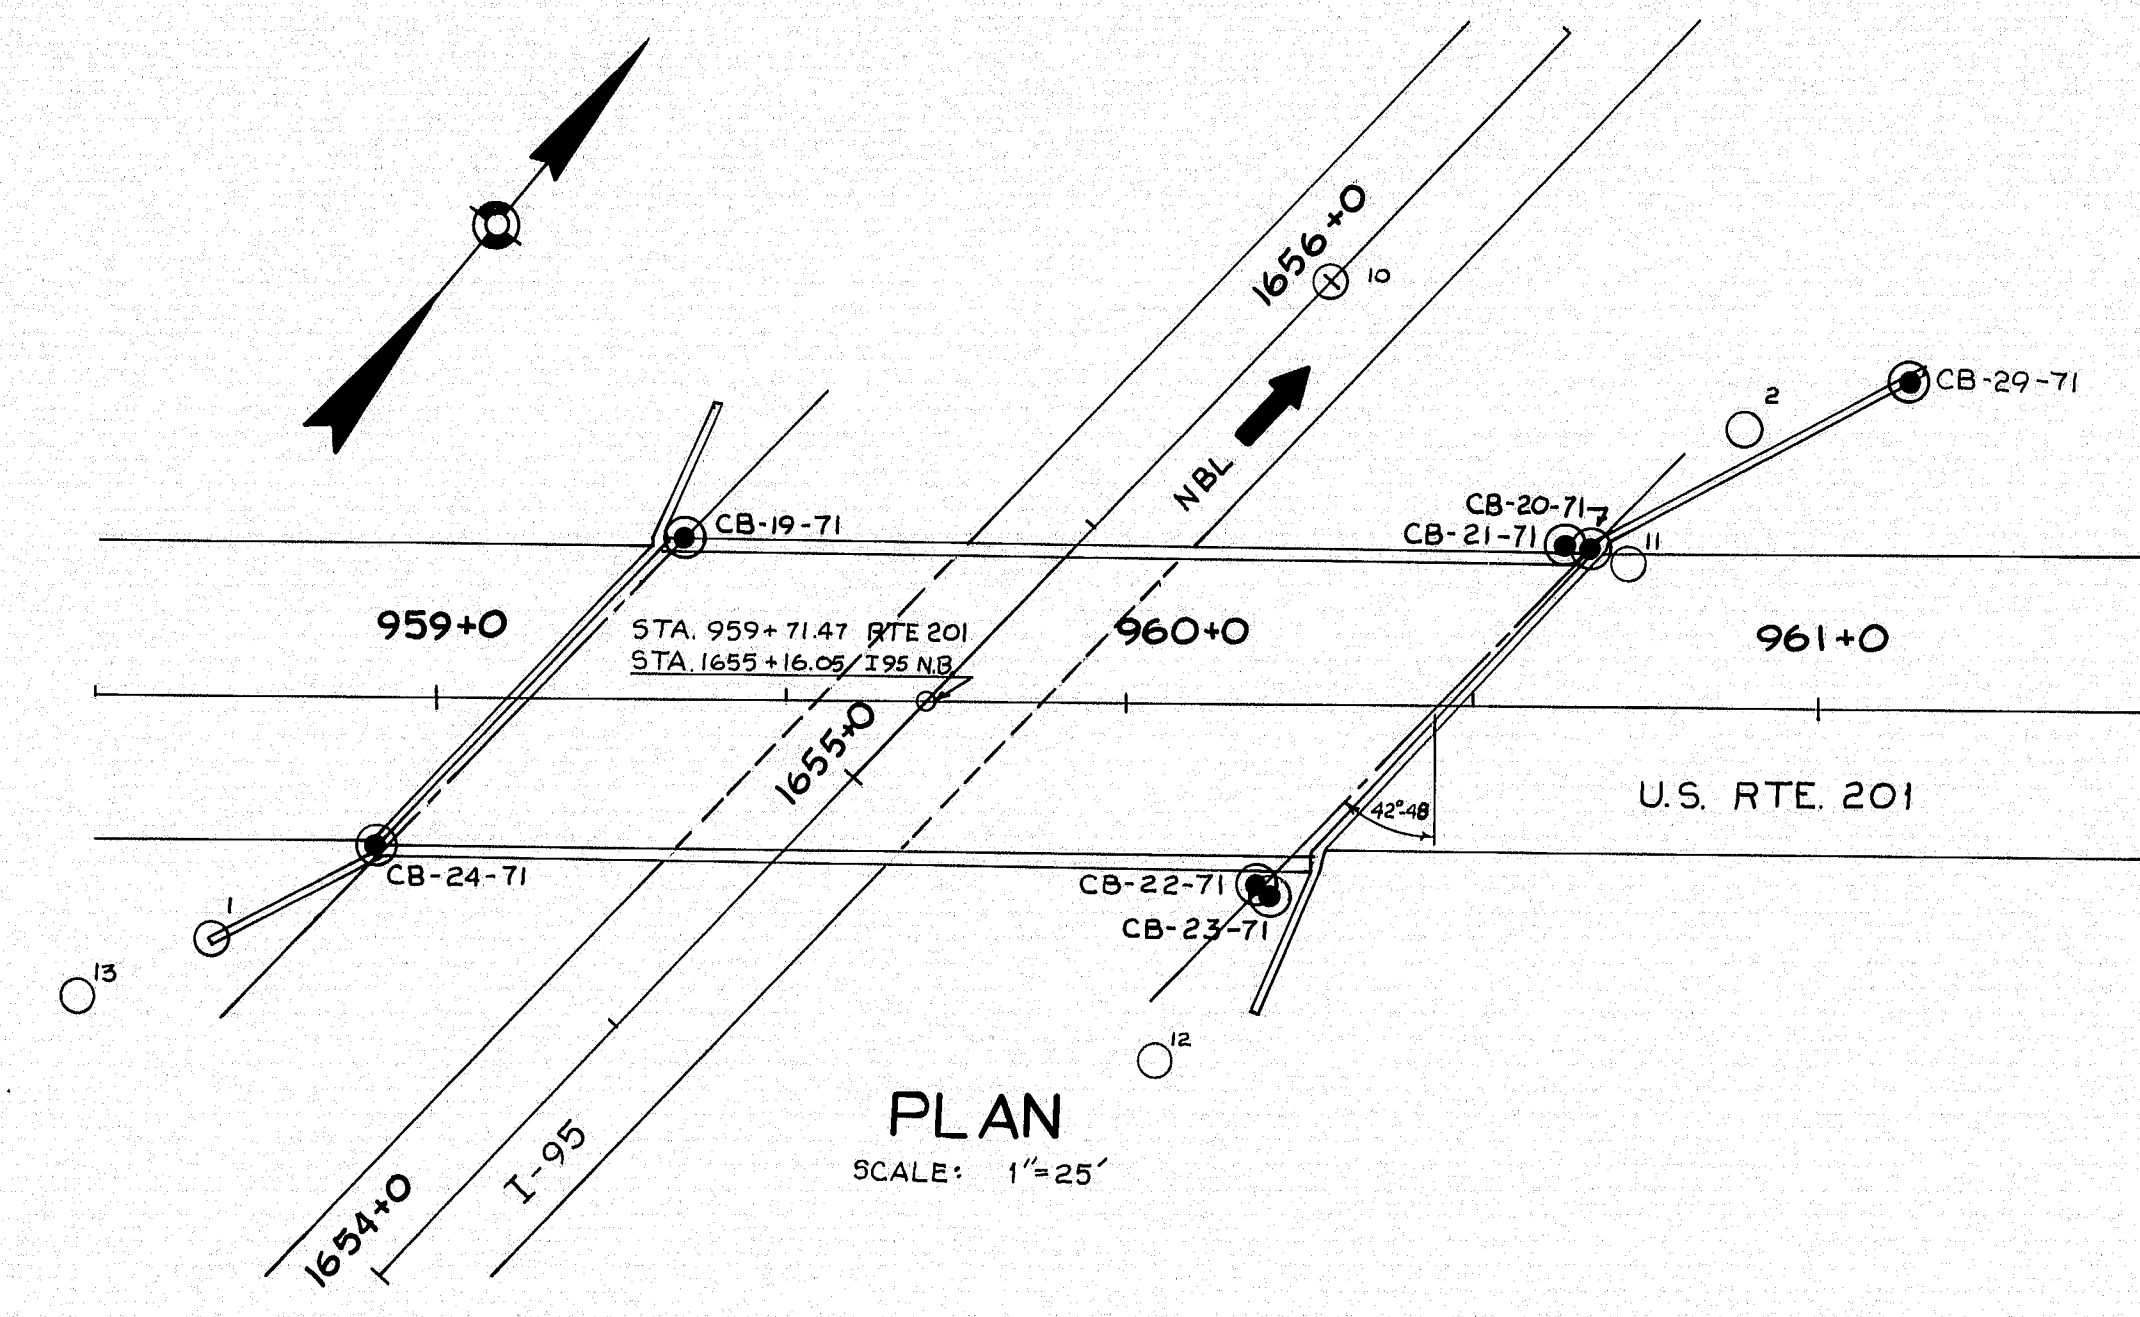 1656+0
10
CB-29-71
2
NBL
CB-19-71
CB-20-71
CB-21-71
11
959+0
STA. 959+71.47 RTE 201
STA. 1655+16.05 I95 N.B
960+0
961+0
1655+0
U.S. RTE. 201
42°-48
CB-24-71
CB-22-71
CB-23-71
1
13
12
PLAN
SCALE: 1"=25'
I-95
1654+0